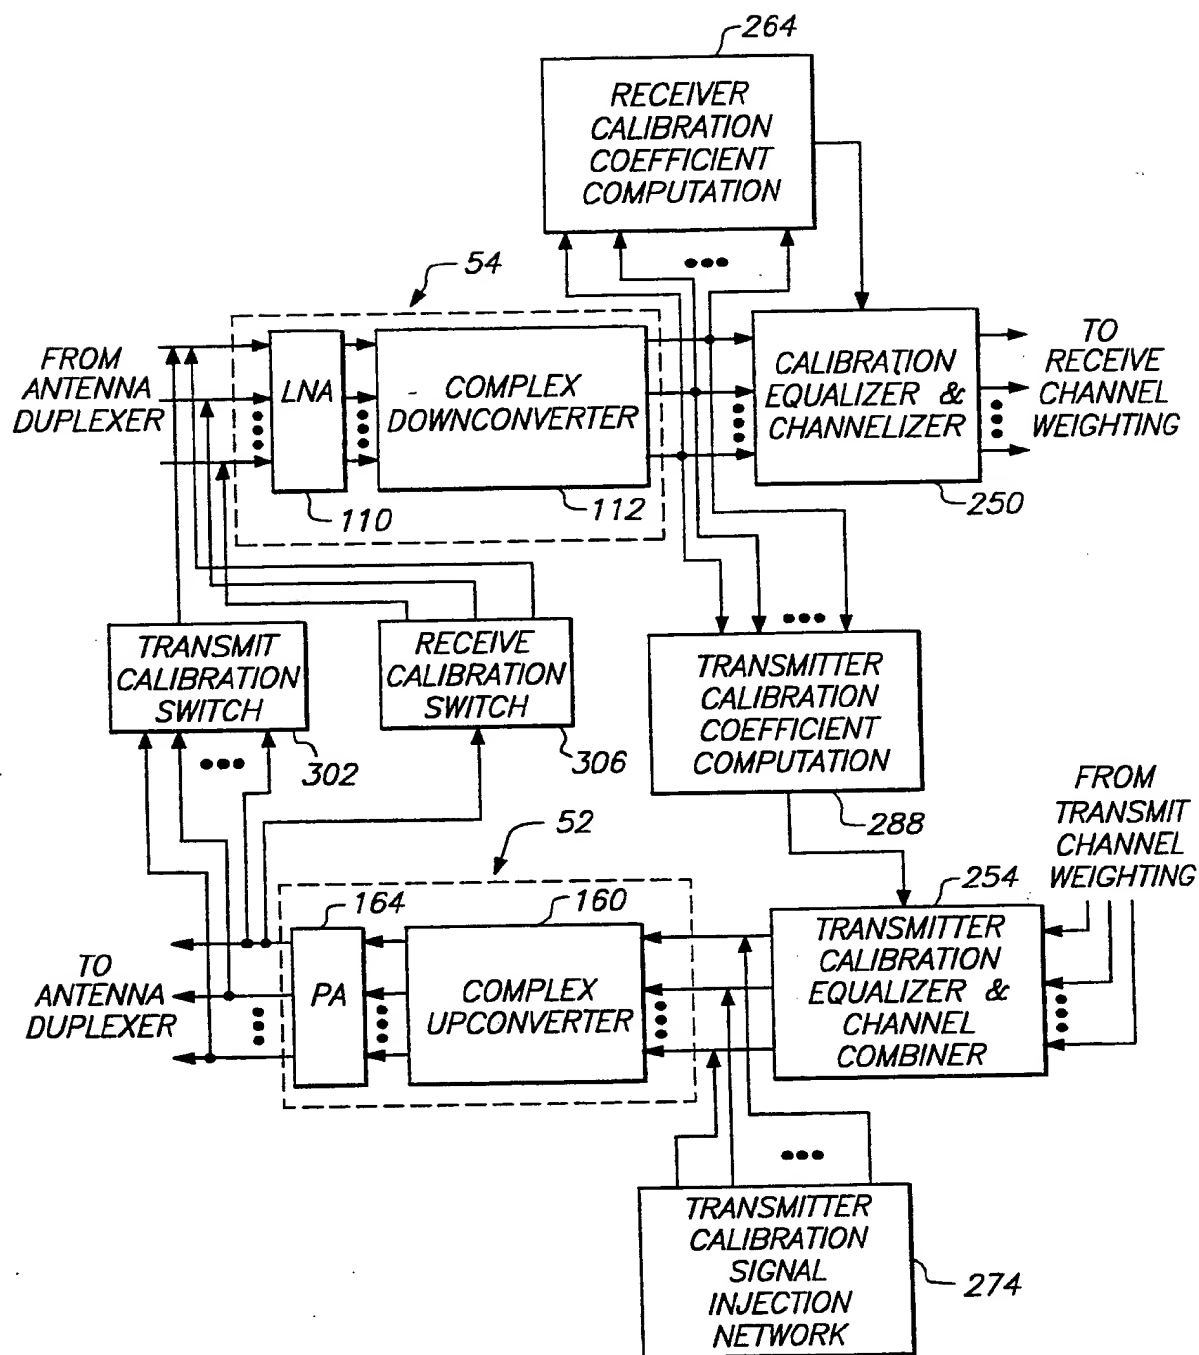 264
RECEIVER
CALIBRATION
COEFFICIENT
COMPUTATION
54
FROM
ANTENNA
DUPLEXER
LNA
COMPLEX
DOWNCONVERTER
CALIBRATION
EQUALIZER &
CHANNELIZER
TO
RECEIVE
CHANNEL
WEIGHTING
110
112
250
TRANSMIT
CALIBRATION
SWITCH
302
RECEIVE
CALIBRATION
SWITCH
306
TRANSMITTER
CALIBRATION
COEFFICIENT
COMPUTATION
288
FROM
TRANSMIT
CHANNEL
WEIGHTING
52
164
160
254
TO
ANTENNA
DUPLEXER
PA
COMPLEX
UPCONVERTER
TRANSMITTER
CALIBRATION
EQUALIZER &
CHANNEL
COMBINER
TRANSMITTER
CALIBRATION
SIGNAL
INJECTION
NETWORK
274